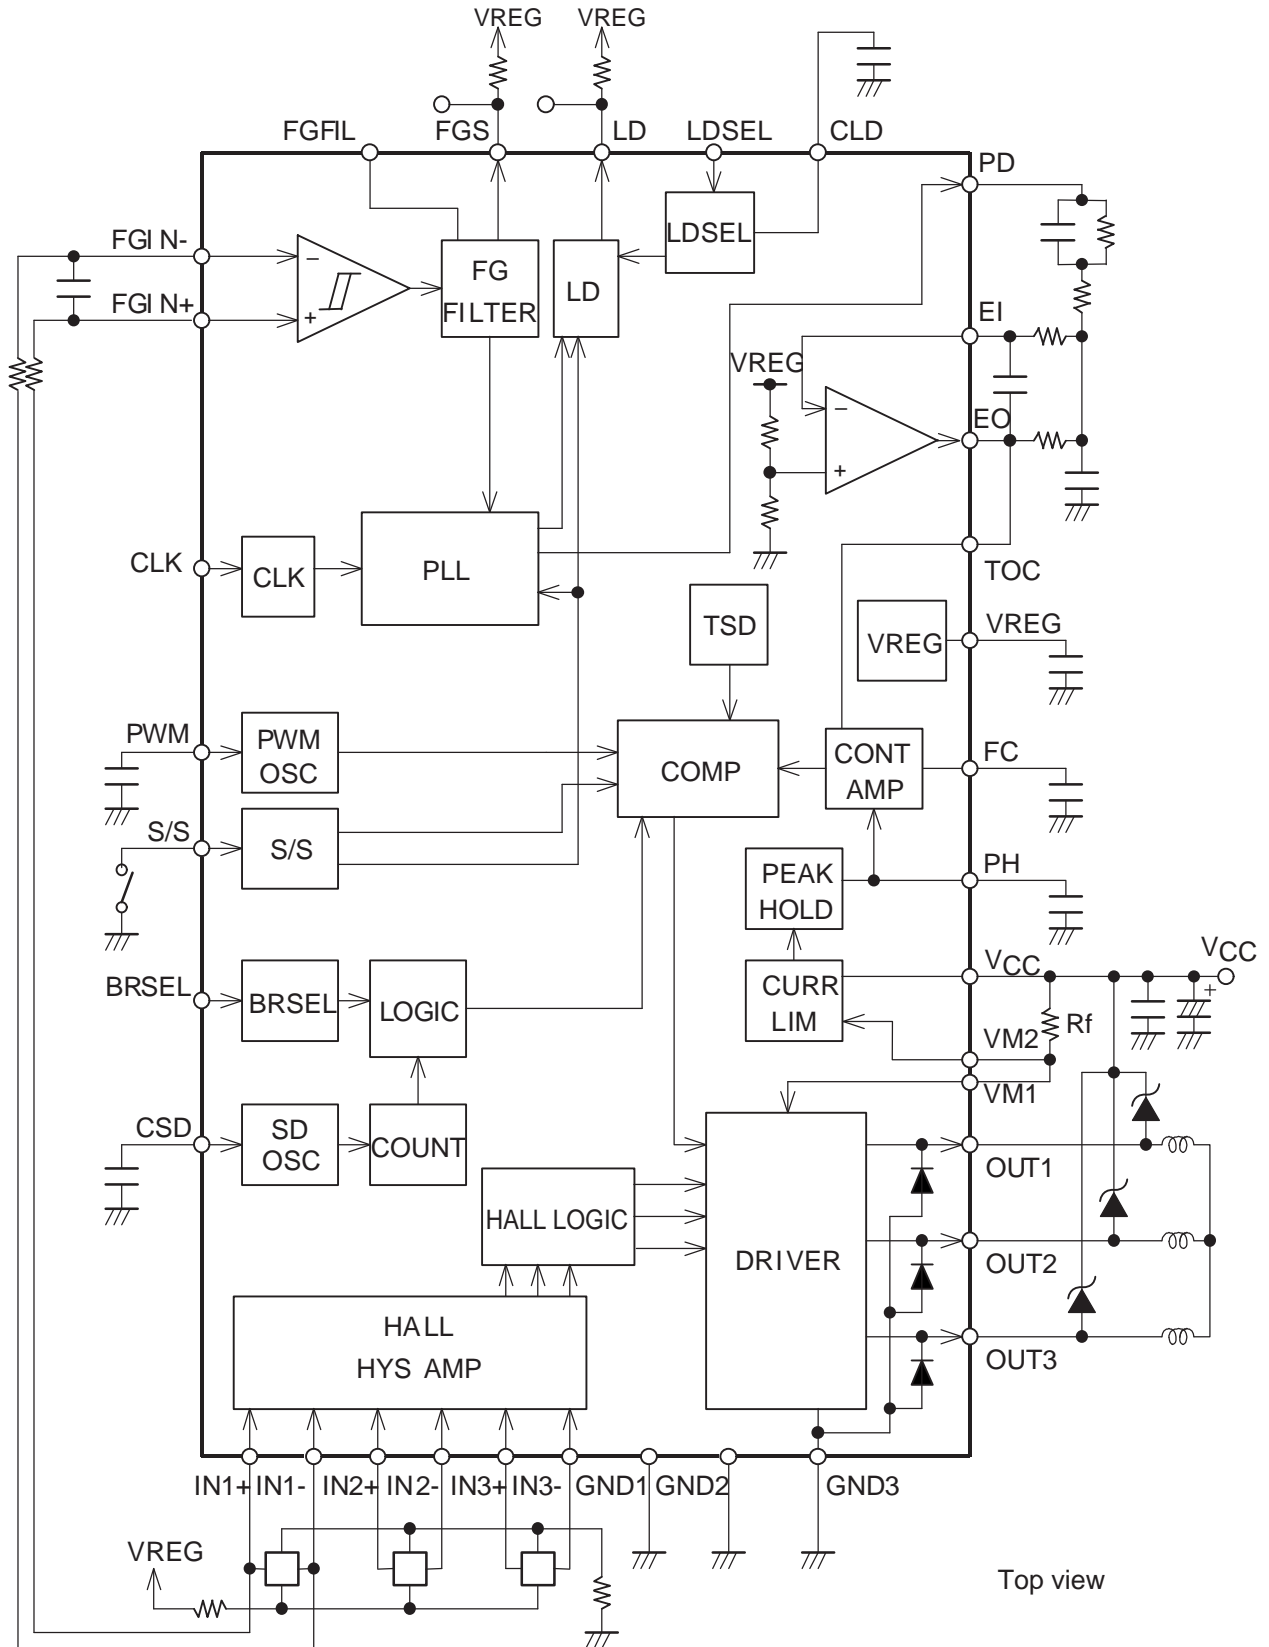 VREG VREG
FGFIL FGS LD LDSEL CLD
PD
FGIN-
FGIN+
−
+
FG
FILTER
LD
LDSEL
EI
VREG
−
+
EO
TOC
CLK
CLK
PLL
TSD
VREG
VREG
PWM
PWM
OSC
COMP
CONT
AMP
FC
S/S
S/S
PEAK
HOLD
PH
BRSEL
BRSEL
LOGIC
CURR
LIM
VCC
VCC
+
Rf
VM2
VM1
CSD
SD
OSC
COUNT
HALL LOGIC
DRIVER
OUT1
OUT2
OUT3
HALL
HYS AMP
IN1+ IN1- IN2+ IN2- IN3+ IN3- GND1 GND2 GND3
VREG
Top view